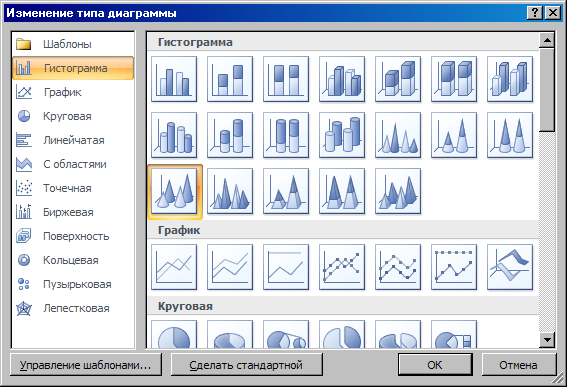 Изменение типа диаграммы
Шаблоны
Гистограмма
График
Круговая
Линейчатая
С областями
Точечная
Биржевая
Поверхность
Кольцевая
Пузырьковая
Лепестковая
Гистограмма
График
Круговая
Управление шаблонами...
Сделать стандартной
ОК
Отмена